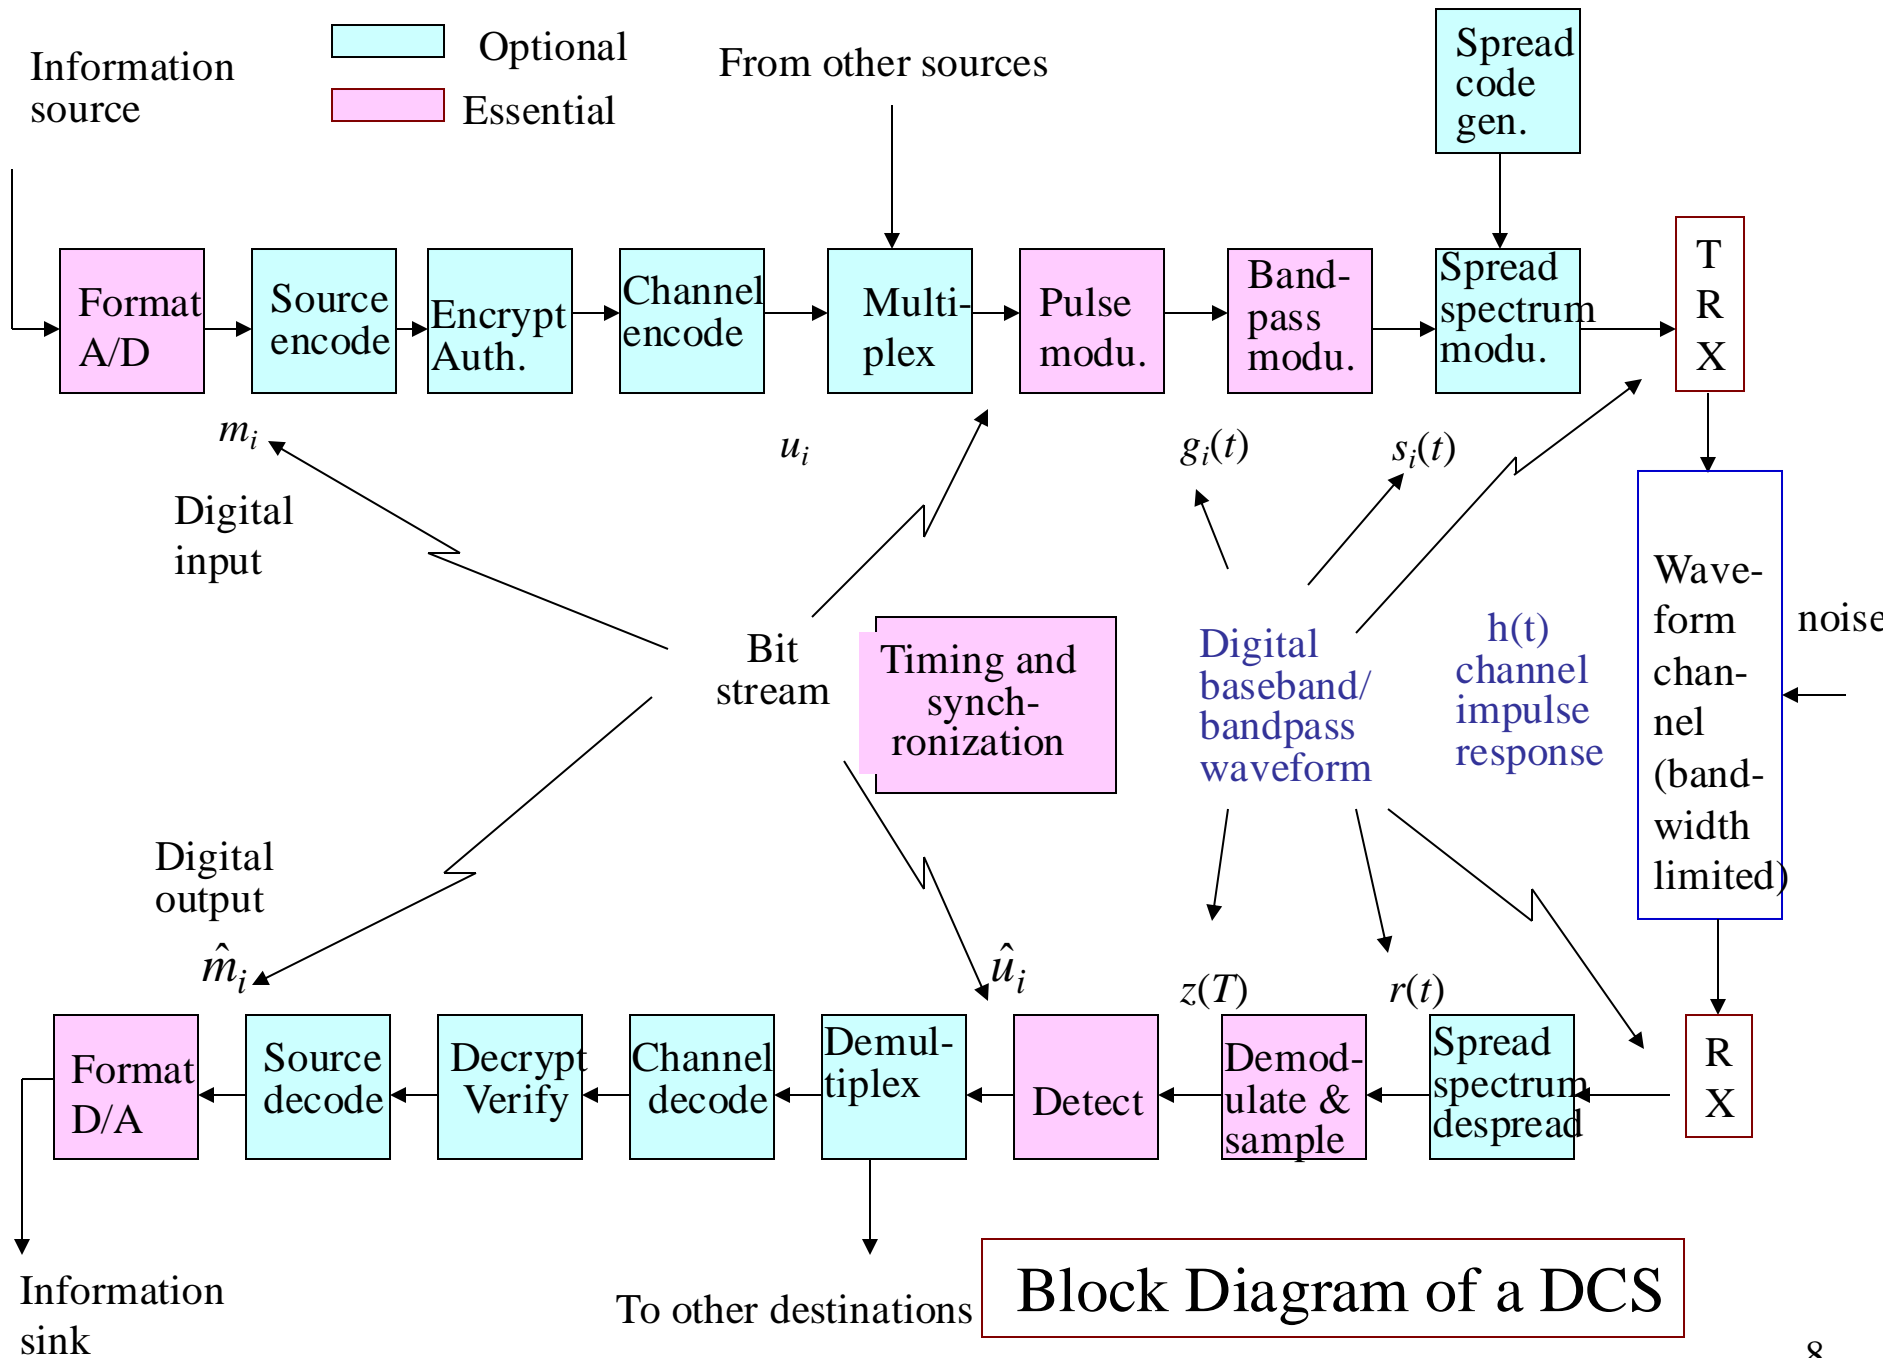 Information
source
Optional
Essential
From other sources
Spread
code
gen.
Format
A/D
Source
encode
Encrypt
Auth.
Channel
encode
Multi-
plex
Pulse
modu.
Band-
pass
modu.
Spread
spectrum
modu.
T
R
X
m_i
u_i
g_i(t)
s_i(t)
Digital
input
Bit
stream
Timing and
synch-
ronization
Digital
baseband/
bandpass
waveform
h(t)
channel
impulse
response
Wave-
form
chan-
nel
(band-
width
limited)
noise
Digital
output
m̂_i
û_i
z(T)
r(t)
Format
D/A
Source
decode
Decrypt
Verify
Channel
decode
Demul-
tiplex
Detect
Demod-
ulate &
sample
Spread
spectrum
despread
R
X
Information
sink
To other destinations
Block Diagram of a DCS
8